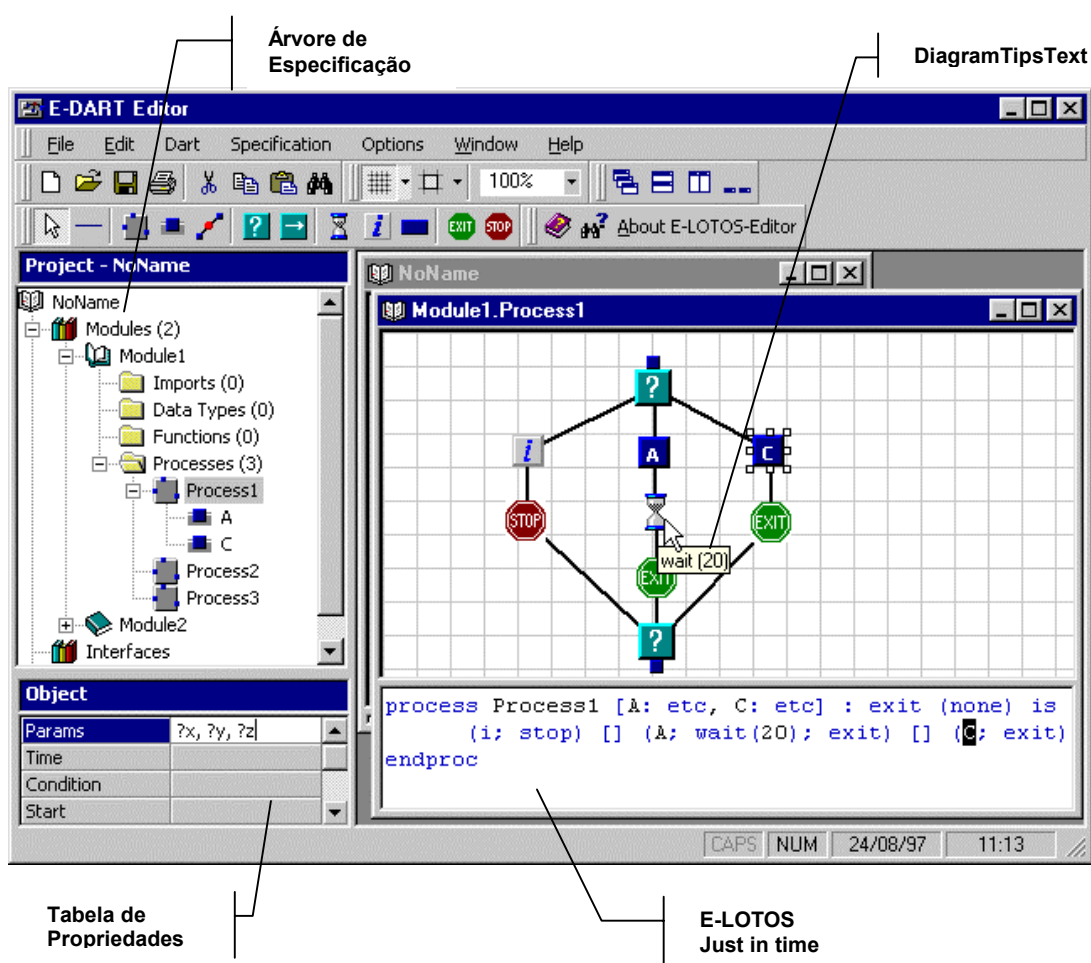 Árvore de
Especificação
DiagramTipsText
E-DART Editor
File Edit Dart Specification Options Window Help
100%
? i EXIT STOP About E-LOTOS-Editor
Project - NoName
NoName
Modules (2)
Module1
Imports (0)
Data Types (0)
Functions (0)
Processes (3)
Process1
A
C
Process2
Process3
Module2
Interfaces
NoName
Module1.Process1
?
i A C
STOP EXIT
wait (20)
EXIT
?
Object
Params ?x, ?y, ?z
Time
Condition
Start
process Process1 [A: etc, C: etc] : exit (none) is
(i; stop) [] (A; wait(20); exit) [] (C; exit)
endproc
CAPS NUM 24/08/97 11:13
Tabela de
Propriedades
E-LOTOS
Just in time